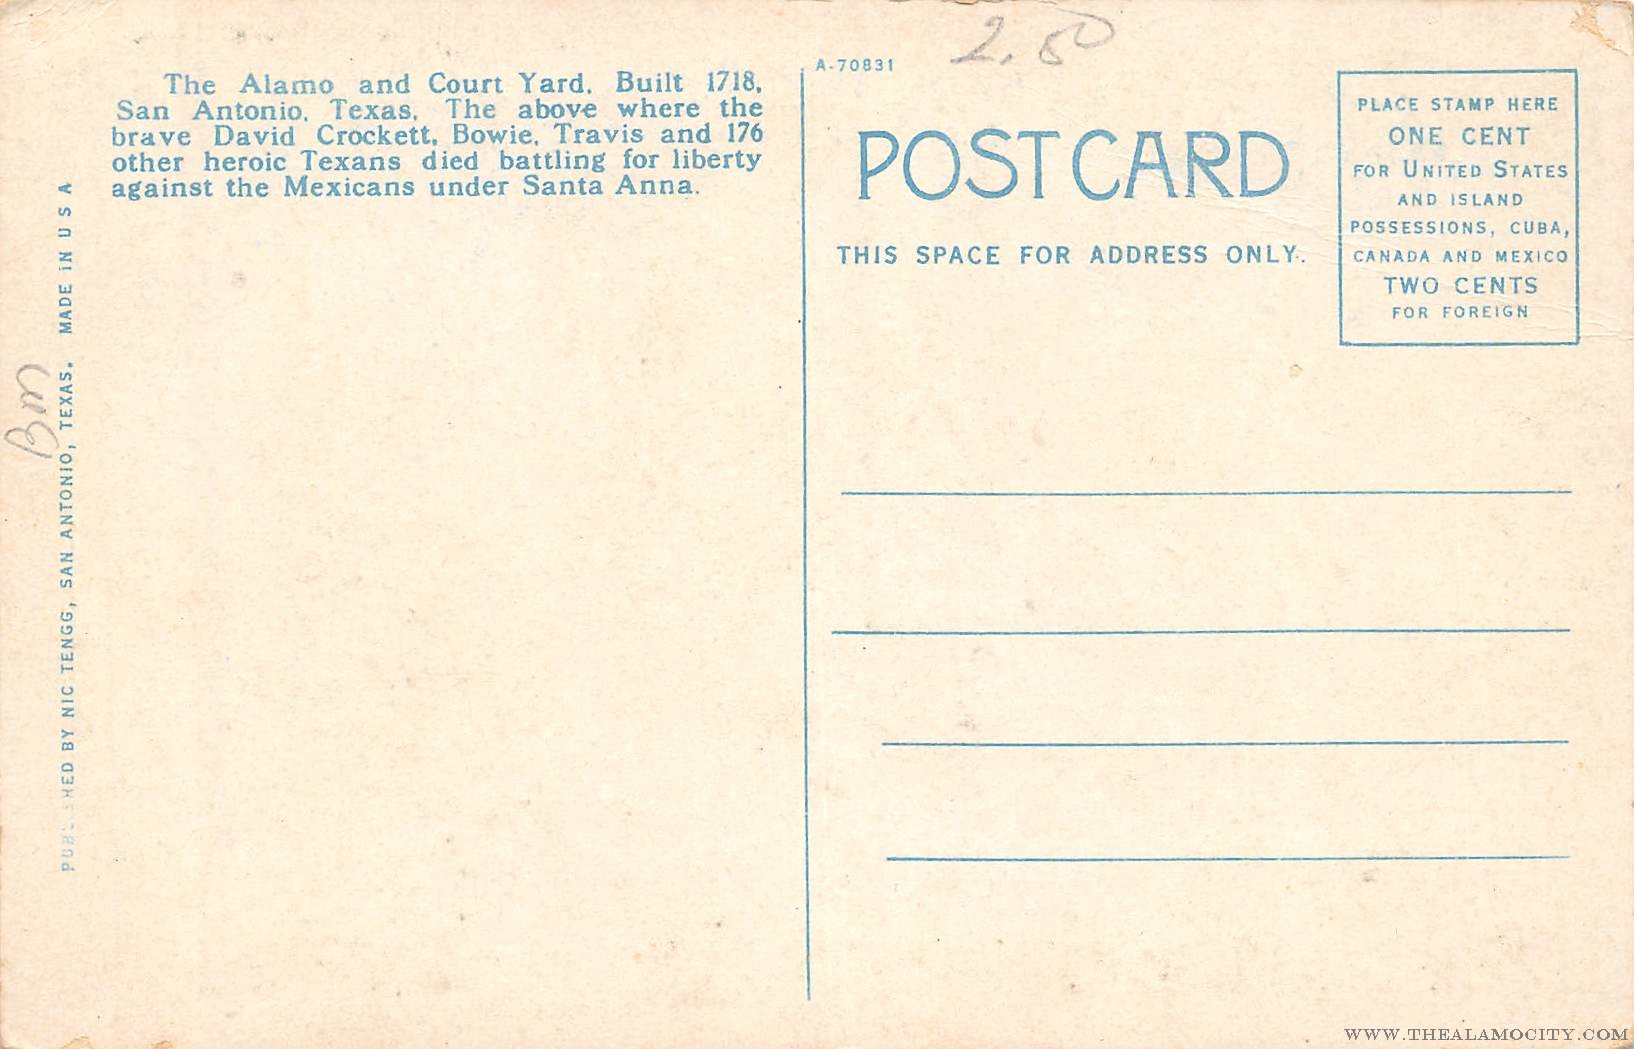 2.50
The Alamo and Court Yard. Built 1718,
San Antonio, Texas. The above where the
brave David Crockett, Bowie, Travis and 176
other heroic Texans died battling for liberty
against the Mexicans under Santa Anna.
A-70831
POST CARD
THIS SPACE FOR ADDRESS ONLY.
PLACE STAMP HERE
ONE CENT
FOR UNITED STATES
AND ISLAND
POSSESSIONS, CUBA,
CANADA AND MEXICO
TWO CENTS
FOR FOREIGN
PUBLISHED BY NIC TENGG, SAN ANTONIO, TEXAS. MADE IN U S A
WWW.THEALAMOCITY.COM